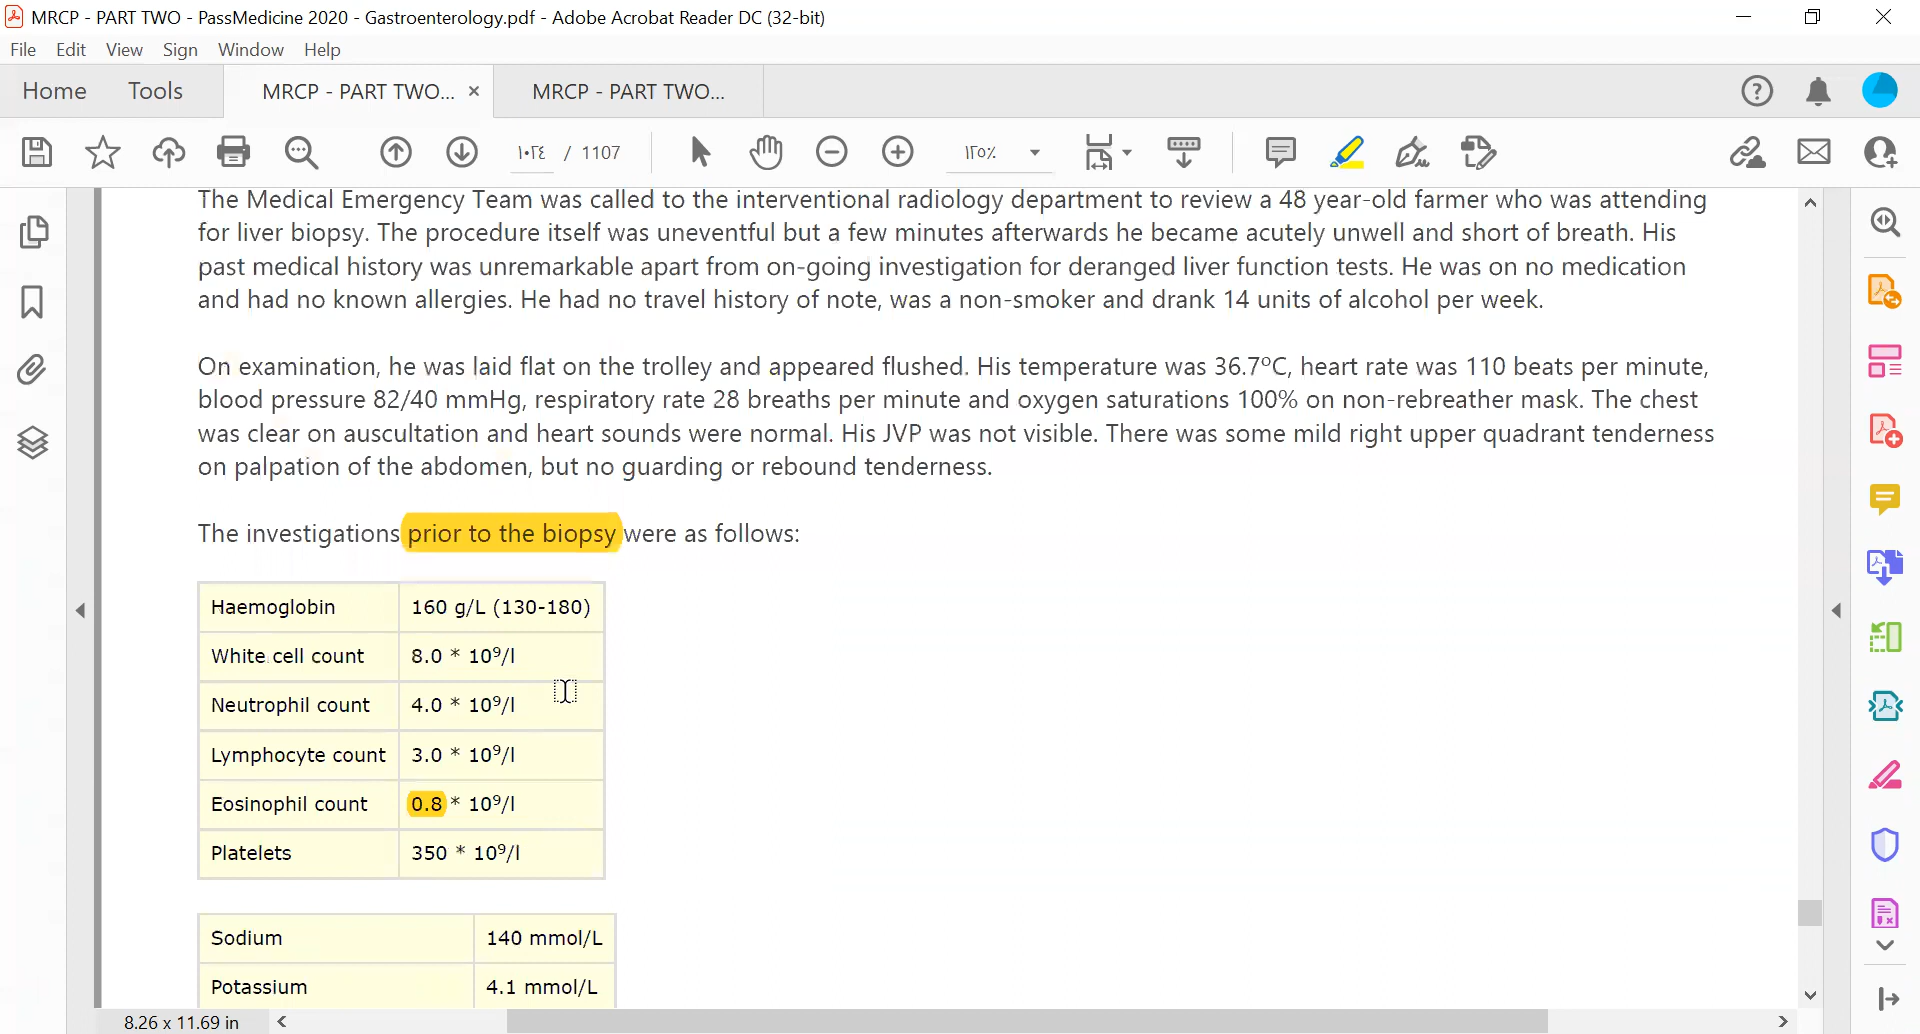 MRCP - PART TWO - PassMedicine 2020 - Gastroenterology.pdf - Adobe Acrobat Reader DC (32-bit)
File Edit View Sign Window Help
Home Tools MRCP - PART TWO... × MRCP - PART TWO...
١٠٢٤ / 1107 ١٢٥٪
The Medical Emergency Team was called to the interventional radiology department to review a 48 year-old farmer who was attending
for liver biopsy. The procedure itself was uneventful but a few minutes afterwards he became acutely unwell and short of breath. His
past medical history was unremarkable apart from on-going investigation for deranged liver function tests. He was on no medication
and had no known allergies. He had no travel history of note, was a non-smoker and drank 14 units of alcohol per week.
On examination, he was laid flat on the trolley and appeared flushed. His temperature was 36.7ºC, heart rate was 110 beats per minute,
blood pressure 82/40 mmHg, respiratory rate 28 breaths per minute and oxygen saturations 100% on non-rebreather mask. The chest
was clear on auscultation and heart sounds were normal. His JVP was not visible. There was some mild right upper quadrant tenderness
on palpation of the abdomen, but no guarding or rebound tenderness.
The investigations prior to the biopsy were as follows:
Haemoglobin 160 g/L (130-180)
White cell count 8.0 * 10⁹/l
Neutrophil count 4.0 * 10⁹/l
Lymphocyte count 3.0 * 10⁹/l
Eosinophil count 0.8 * 10⁹/l
Platelets 350 * 10⁹/l
Sodium 140 mmol/L
Potassium 4.1 mmol/L
8.26 x 11.69 in